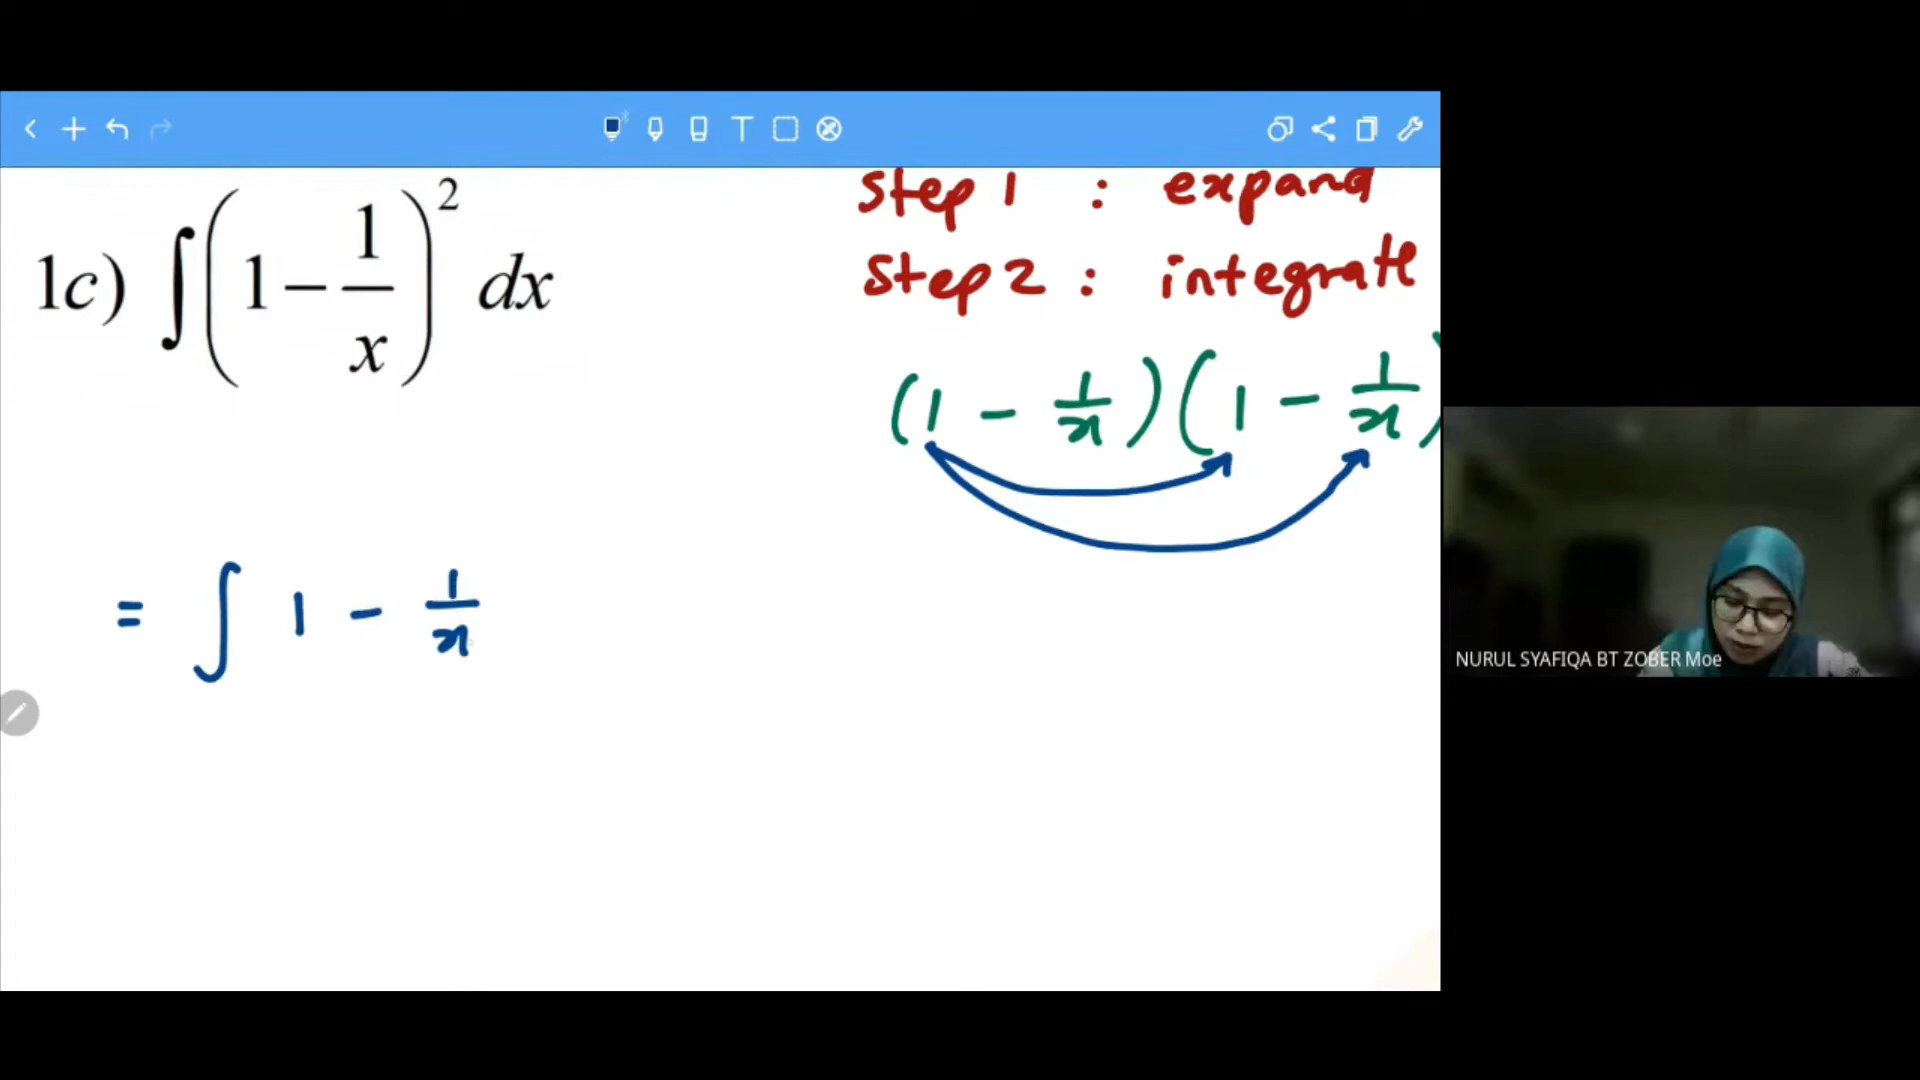 step 1 : expand
1c) ∫(1 - 1/x)² dx
step 2 : integrate
(1 - 1/x)(1 - 1/x)
= ∫ 1 - 1/x
NURUL SYAFIQA BT ZOBER Moe